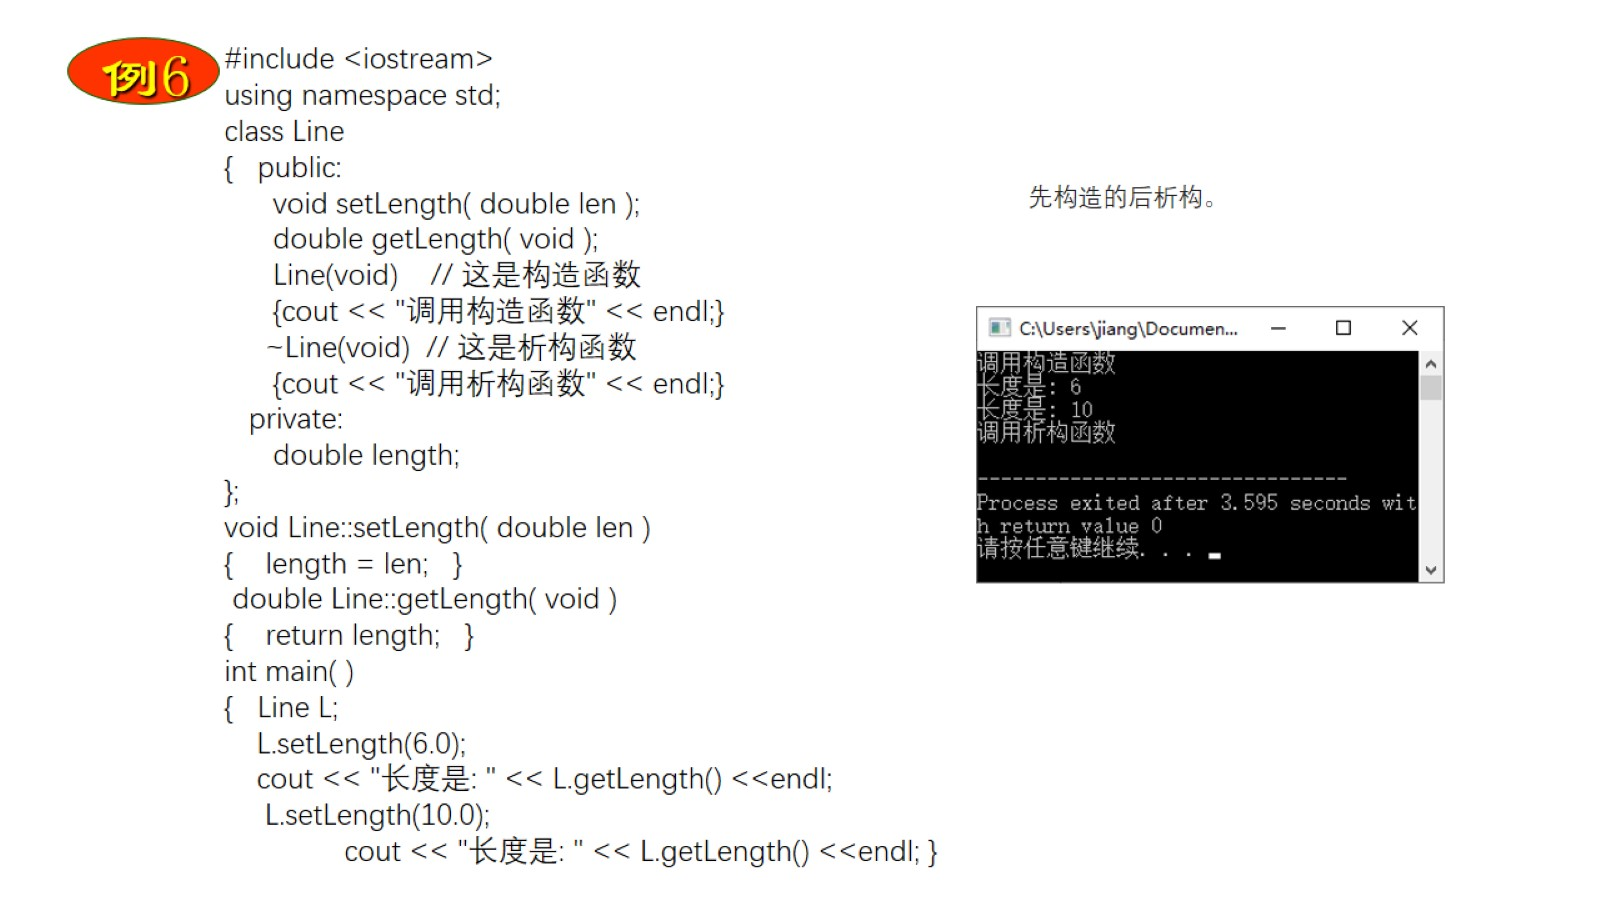 例6
#include <iostream>
using namespace std;
class Line
{ public:
void setLength( double len );
double getLength( void );
Line(void) // 这是构造函数
{cout << "调用构造函数" << endl;}
~Line(void) // 这是析构函数
{cout << "调用析构函数" << endl;}
private:
double length;
};
void Line::setLength( double len )
{ length = len; }
double Line::getLength( void )
{ return length; }
int main( )
{ Line L;
L.setLength(6.0);
cout << "长度是: " << L.getLength() <<endl;
L.setLength(10.0);
cout << "长度是: " << L.getLength() <<endl; }
先构造的后析构。
C:\Users\jiang\Documen...
调用构造函数
长度是: 6
长度是: 10
调用析构函数
--------------------------------
Process exited after 3.595 seconds wit
h return value 0
请按任意键继续. . .